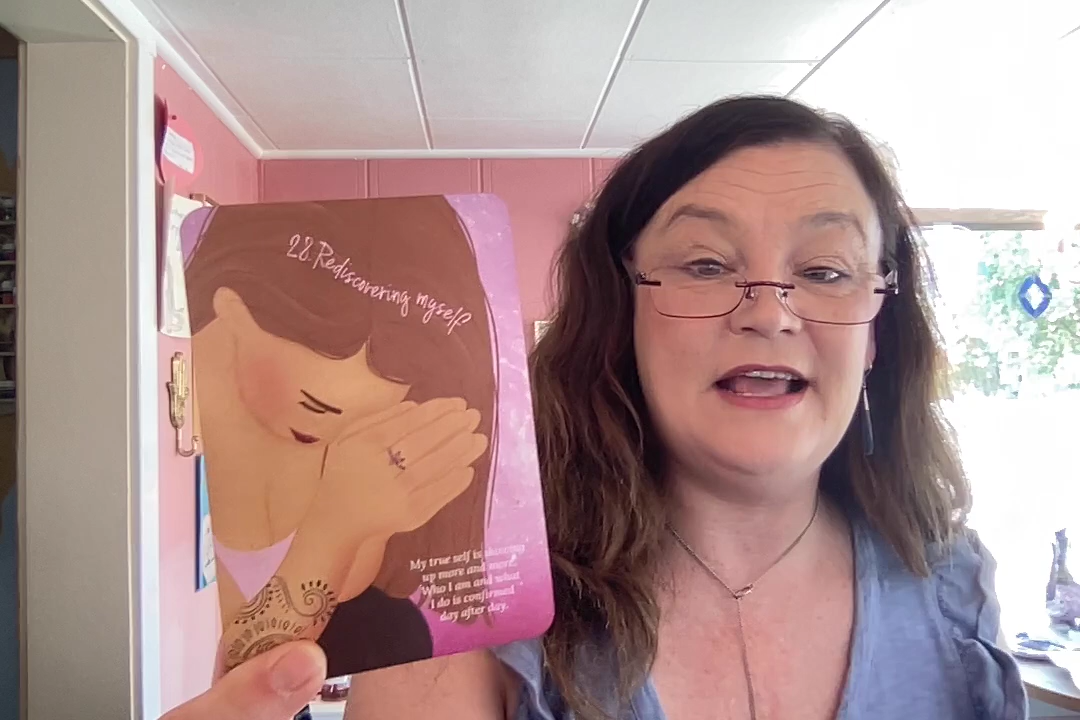 28. Rediscovering myself
My true self is showing
up more and more.
Who I am and what
I do is confirmed
day after day.